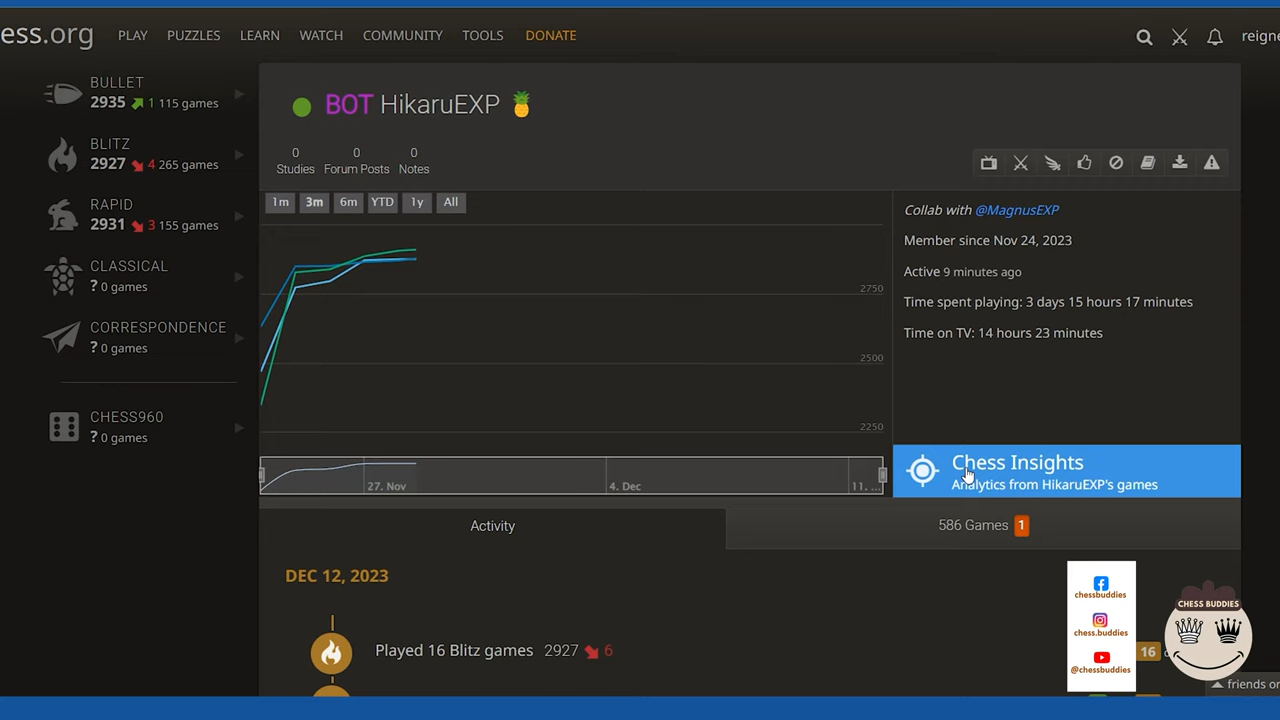 ess.org
PLAY PUZZLES LEARN WATCH COMMUNITY TOOLS DONATE
BULLET
2935 1 115 games
BLITZ
2927 4 265 games
RAPID
2931 3 155 games
CLASSICAL
? 0 games
CORRESPONDENCE
? 0 games
CHESS960
? 0 games
BOT HikaruEXP
0 0 0
Studies Forum Posts Notes
1m 3m 6m YTD 1y All
2750
2500
2250
27. Nov 4. Dec 11. ...
Collab with @MagnusEXP
Member since Nov 24, 2023
Active 9 minutes ago
Time spent playing: 3 days 15 hours 17 minutes
Time on TV: 14 hours 23 minutes
Chess Insights
Analytics from HikaruEXP's games
Activity
586 Games 1
DEC 12, 2023
Played 16 Blitz games 2927 6
16
chessbuddies
chess.buddies
@chessbuddies
CHESS BUDDIES
friends on